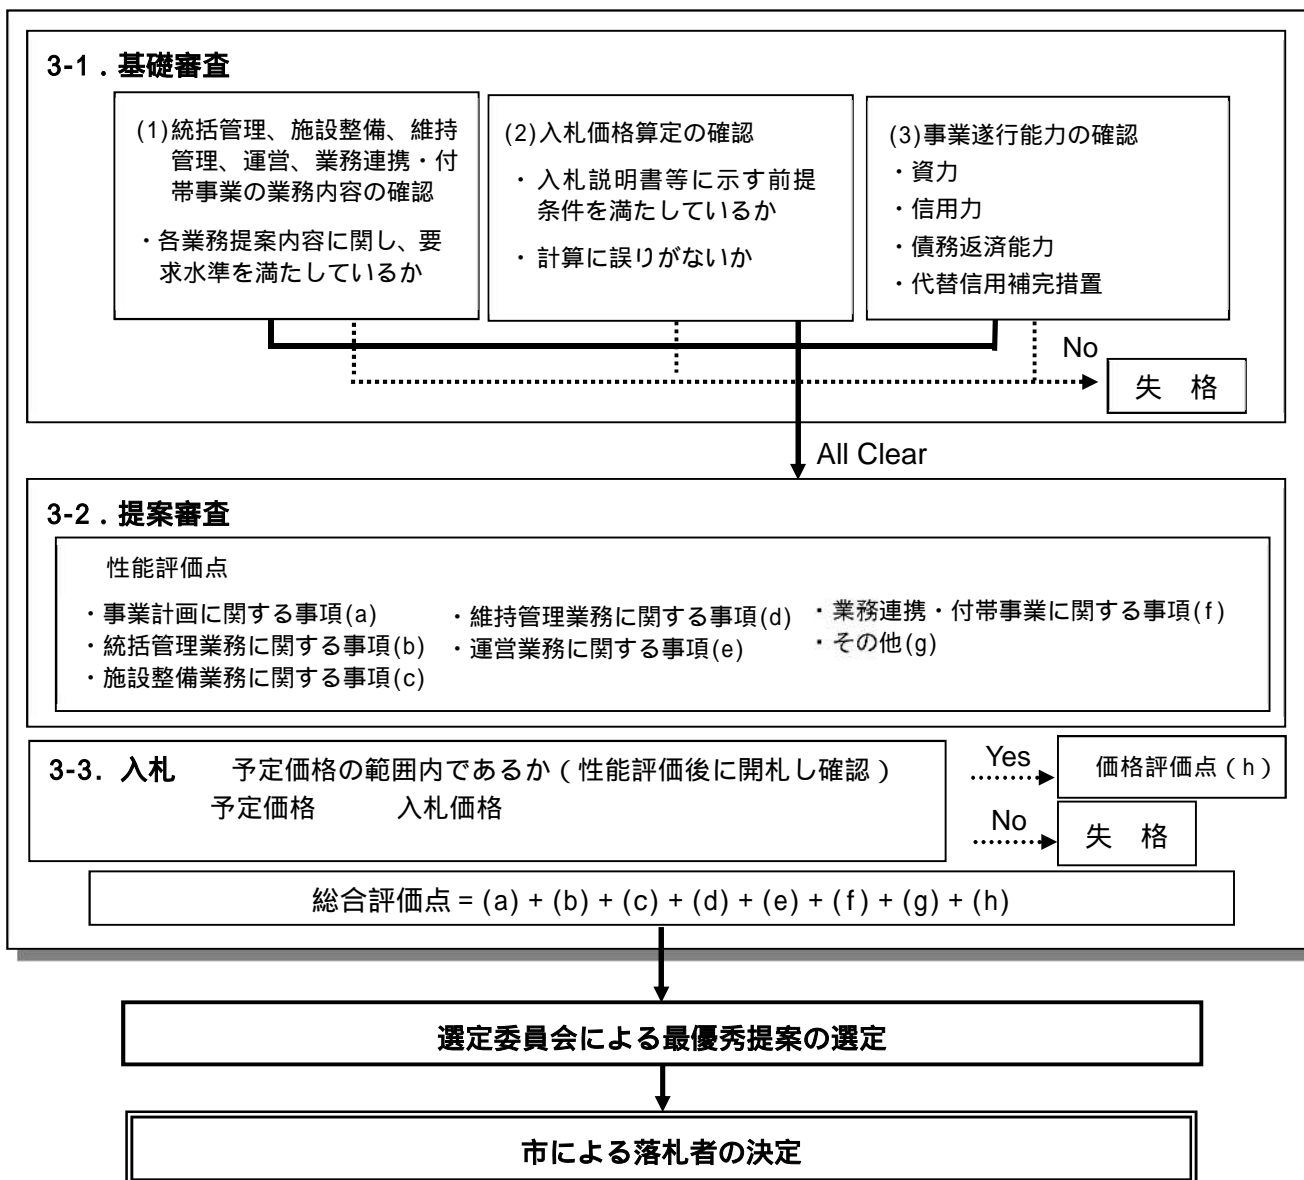 3-1．基礎審査
(1)統括管理、施設整備、維持
管理、運営、業務連携・付
帯事業の業務内容の確認
・各業務提案内容に関し、要
求水準を満たしているか
(2)入札価格算定の確認
・ 入札説明書等に示す前提
条件を満たしているか
・ 計算に誤りがないか
(3)事業遂行能力の確認
・資力
・信用力
・債務返済能力
・代替信用補完措置
No
失　格
All Clear
3-2．提案審査
性能評価点
・事業計画に関する事項(a)
・統括管理業務に関する事項(b)
・施設整備業務に関する事項(c)
・維持管理業務に関する事項(d)
・運営業務に関する事項(e)
・業務連携・付帯事業に関する事項(f)
・その他(g)
3-3．入札　予定価格の範囲内であるか（性能評価後に開札し確認）
予定価格　　入札価格
Yes
価格評価点（h）
No
失　格
総合評価点 = (a) + (b) + (c) + (d) + (e) + (f) + (g) + (h)
選定委員会による最優秀提案の選定
市による落札者の決定